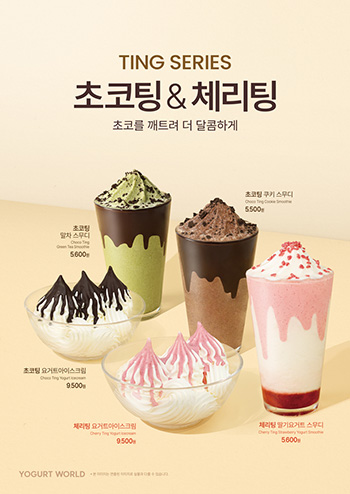 TING SERIES
초코팅 & 체리팅
초코를 깨트려 더 달콤하게
초코팅 쿠키 스무디
Choco Ting Cookie Smoothie
5.500원
초코팅
말차 스무디
Choco Ting
Green Tea Smoothie
5.600원
초코팅 요거트아이스크림
Choco Ting Yogurt Icecream
9.500원
체리팅 요거트아이스크림
Cherry Ting Yogurt Icecream
9.500원
체리팅 딸기요거트 스무디
Cherry Ting Strawberry Yogurt Smoothie
5.600원
YOGURT WORLD